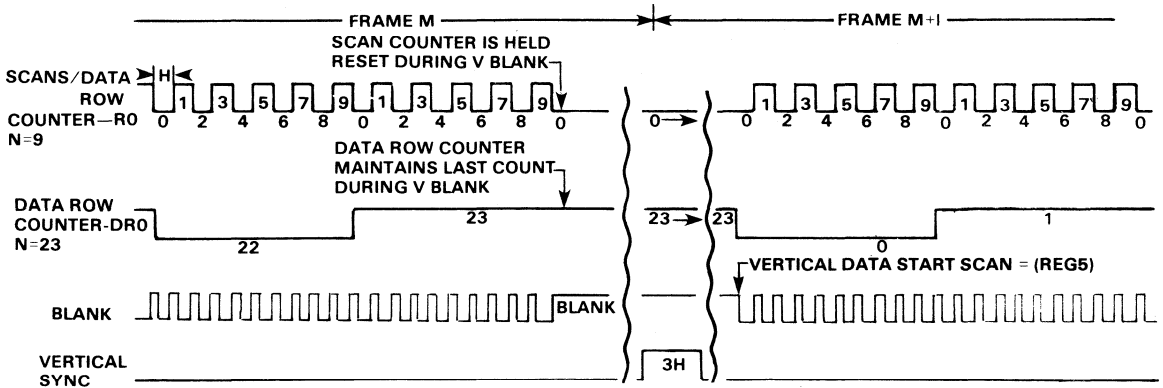 FRAME M
FRAME M+I
SCAN COUNTER IS HELD
RESET DURING V BLANK
SCANS/DATA
ROW
COUNTER—R0
N=9
H
1 3 5 7 9 1 3 5 7 9
0 2 4 6 8 0 2 4 6 8 0
0
1 3 5 7 9 1 3 5 7 9
0 2 4 6 8 0 2 4 6 8 0
DATA ROW COUNTER
MAINTAINS LAST COUNT
DURING V BLANK
DATA ROW
COUNTER-DR0
N=23
22
23
23
23
0
1
VERTICAL DATA START SCAN = (REG5)
BLANK
BLANK
VERTICAL
SYNC
3H